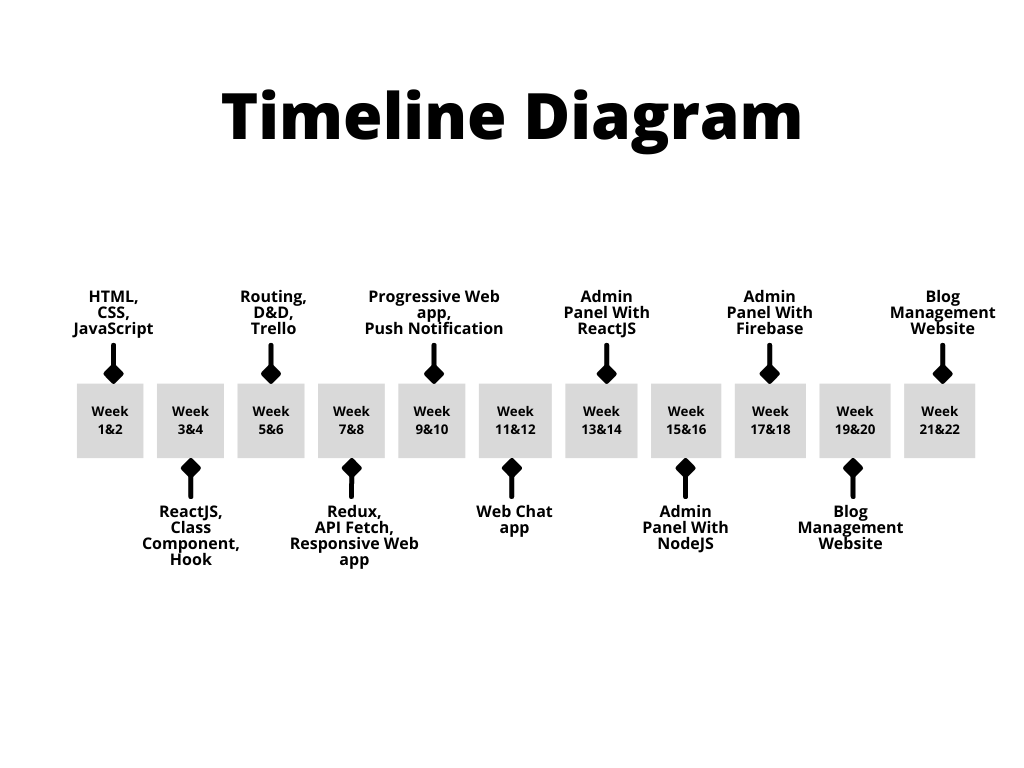 Timeline Diagram
HTML,
CSS,
JavaScript
Routing,
D&D,
Trello
Progressive Web
app,
Push Notification
Admin
Panel With
ReactJS
Admin
Panel With
Firebase
Blog
Management
Website
Week
1&2
Week
3&4
Week
5&6
Week
7&8
Week
9&10
Week
11&12
Week
13&14
Week
15&16
Week
17&18
Week
19&20
Week
21&22
ReactJS,
Class
Component,
Hook
Redux,
API Fetch,
Responsive Web
app
Web Chat
app
Admin
Panel With
NodeJS
Blog
Management
Website